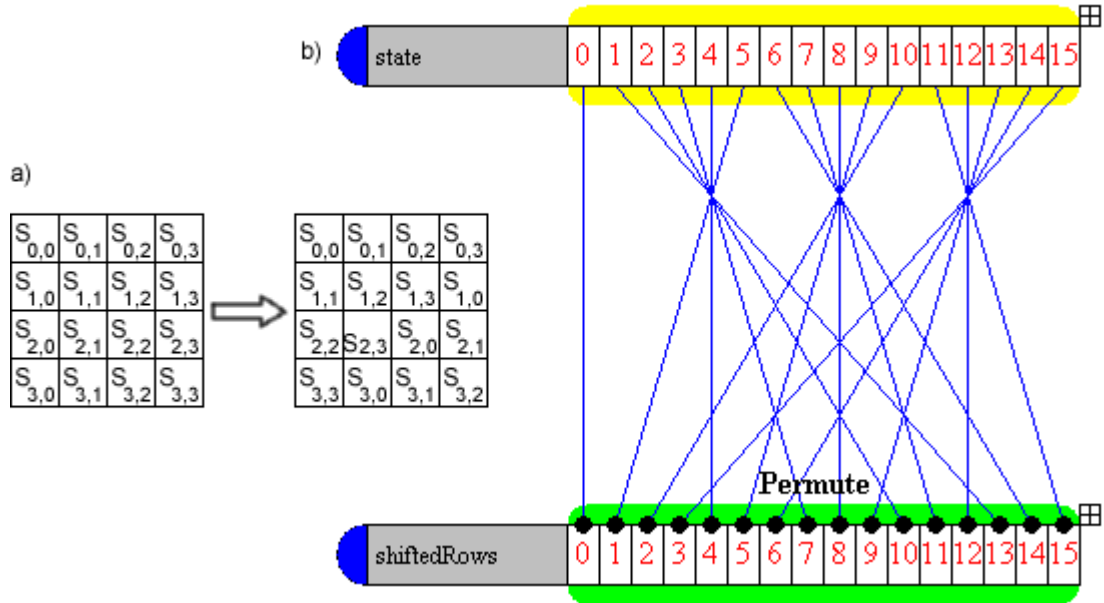 b)
state 0 1 2 3 4 5 6 7 8 9 10 11 12 13 14 15
a)
S0,0 S0,1 S0,2 S0,3 S0,0 S0,1 S0,2 S0,3
S1,0 S1,1 S1,2 S1,3 S1,1 S1,2 S1,3 S1,0
S2,0 S2,1 S2,2 S2,3 S2,2 S2,3 S2,0 S2,1
S3,0 S3,1 S3,2 S3,3 S3,3 S3,0 S3,1 S3,2
Permute
shiftedRows 0 1 2 3 4 5 6 7 8 9 10 11 12 13 14 15